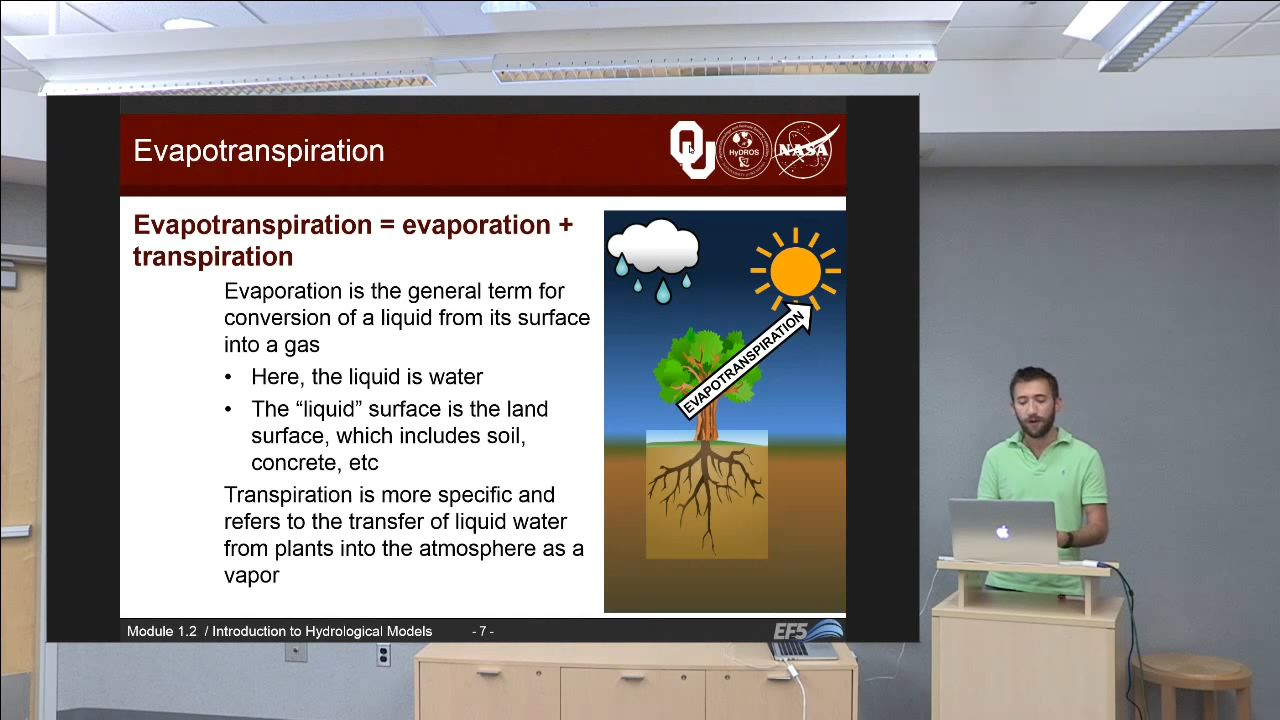 Evapotranspiration
OU
HyDROS
NASA
Evapotranspiration = evaporation +
transpiration
Evaporation is the general term for
conversion of a liquid from its surface
into a gas
• Here, the liquid is water
• The “liquid” surface is the land
surface, which includes soil,
concrete, etc
Transpiration is more specific and
refers to the transfer of liquid water
from plants into the atmosphere as a
vapor
EVAPOTRANSPIRATION
Module 1.2 / Introduction to Hydrological Models - 7 -
EF5